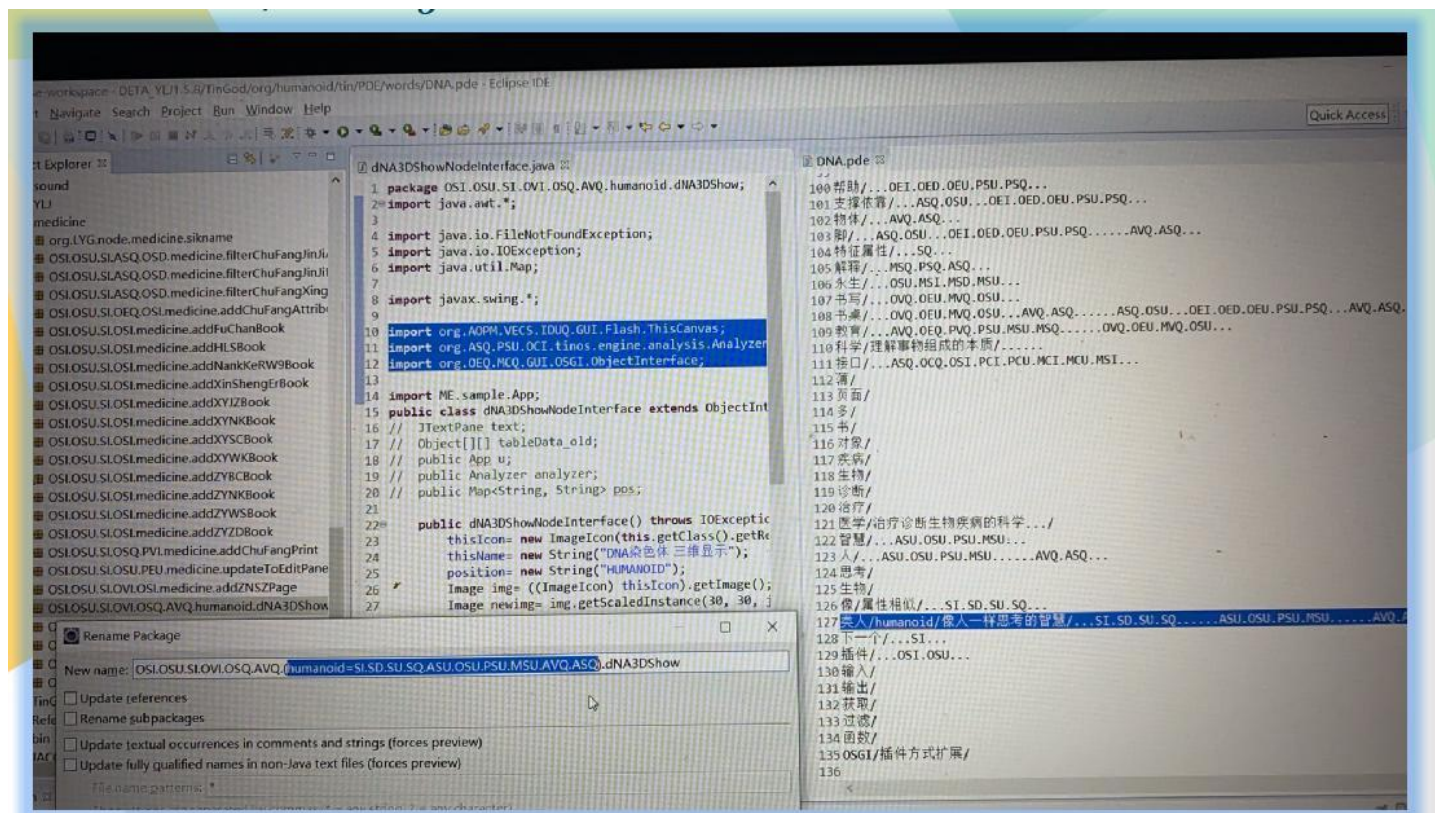 se-workspace - DETA_YLJ1.5.8/TinGod/org/humanoid/tin/PDE/words/DNA.pde - Eclipse IDE
Navigate Search Project Run Window Help
Quick Access
ct Explorer
sound
YLJ
medicine
org.LYG.node.medicine.sikname
OSI.OSU.SI.ASQ.OSD.medicine.filterChuFangJinJi
OSI.OSU.SI.ASQ.OSD.medicine.filterChuFangJinJi
OSI.OSU.SI.ASQ.OSD.medicine.filterChuFangXing
OSI.OSU.SI.OEQ.OSI.medicine.addChuFangAttrib
OSI.OSU.SI.OSI.medicine.addFuChanBook
OSI.OSU.SI.OSI.medicine.addHLSBook
OSI.OSU.SI.OSI.medicine.addNankKeRW9Book
OSI.OSU.SI.OSI.medicine.addXinShengErBook
OSI.OSU.SI.OSI.medicine.addXYJZBook
OSI.OSU.SI.OSI.medicine.addXYNKBook
OSI.OSU.SI.OSI.medicine.addXYSCBook
OSI.OSU.SI.OSI.medicine.addXYWKBook
OSI.OSU.SI.OSI.medicine.addZYBCBook
OSI.OSU.SI.OSI.medicine.addZYNKBook
OSI.OSU.SI.OSI.medicine.addZYWSBook
OSI.OSU.SI.OSI.medicine.addZYZDBook
OSI.OSU.SI.OSQ.PVI.medicine.addChuFangPrint
OSI.OSU.SI.OSU.PEU.medicine.updateToEditPane
OSI.OSU.SI.OVI.OSI.medicine.addZNSZPage
OSI.OSU.SI.OVI.OSQ.AVQ.humanoid.dNA3DShow
dNA3DShowNodeInterface.java
1 package OSI.OSU.SI.OVI.OSQ.AVQ.humanoid.dNA3DShow;
2 import java.awt.*;
3
4 import java.io.FileNotFoundException;
5 import java.io.IOException;
6 import java.util.Map;
7
8 import javax.swing.*;
9
10 import org.AOPM.VECS.IDUQ.GUI.Flash.ThisCanvas;
11 import org.ASQ.PSU.OCI.tinos.engine.analysis.Analyzer
12 import org.OEQ.MCQ.GUI.OSGI.ObjectInterface;
13
14 import ME.sample.App;
15 public class dNA3DShowNodeInterface extends ObjectInt
16 // JTextPane text;
17 // Object[][] tableData_old;
18 // public App u;
19 // public Analyzer analyzer;
20 // public Map<String, String> pos;
21
22 public dNA3DShowNodeInterface() throws IOExceptic
23 thisIcon= new ImageIcon(this.getClass().getRe
24 thisName= new String("DNA染色体 三维显示");
25 position= new String("HUMANOID");
26 Image img= ((ImageIcon) thisIcon).getImage();
27 Image newimg= img.getScaledInstance(30, 30, j
DNA.pde
100 帮助/...OEI.OED.OEU.PSU.PSQ...
101 支撑依靠/...ASQ.OSU...OEI.OED.OEU.PSU.PSQ...
102 物体/...AVQ.ASQ...
103 脚/...ASQ.OSU...OEI.OED.OEU.PSU.PSQ......AVQ.ASQ...
104 特征属性/...SQ...
105 解释/...MSQ.PSQ.ASQ...
106 永生/...OSU.MSI.MSD.MSU...
107 书写/...OVQ.OEU.MVQ.OSU...
108 书桌/...OVQ.OEU.MVQ.OSU...AVQ.ASQ......ASQ.OSU...OEI.OED.OEU.PSU.PSQ...AVQ.ASQ.
109 教育/...AVQ.OEQ.PVQ.PSU.MSU.MSQ......OVQ.OEU.MVQ.OSU...
110 科学/理解事物组成的本质/......
111 接口/...ASQ.OCQ.OSI.PCI.PCU.MCI.MCU.MSI...
112 薄/
113 页面/
114 多/
115 书/
116 对象/
117 疾病/
118 生物/
119 诊断/
120 治疗/
121 医学/治疗诊断生物疾病的科学.../
122 智慧/...ASU.OSU.PSU.MSU...
123 人/...ASU.OSU.PSU.MSU......AVQ.ASQ...
124 思考/
125 生物/
126 像/属性相似/...SI.SD.SU.SQ...
127 类人/humanoid/像人一样思考的智慧/...SI.SD.SU.SQ......ASU.OSU.PSU.MSU......AVQ.A
128 下一个/...SI...
129 插件/...OSI.OSU...
130 输入/
131 输出/
132 获取/
133 过滤/
134 函数/
135 OSGI/插件方式扩展/
136
Rename Package
New name: OSI.OSU.SI.OVI.OSQ.AVQ.(humanoid=SI.SD.SU.SQ.ASU.OSU.PSU.MSU.AVQ.ASQ).dNA3DShow
Update references
Rename subpackages
Update textual occurrences in comments and strings (forces preview)
Update fully qualified names in non-Java text files (forces preview)
File name patterns: *